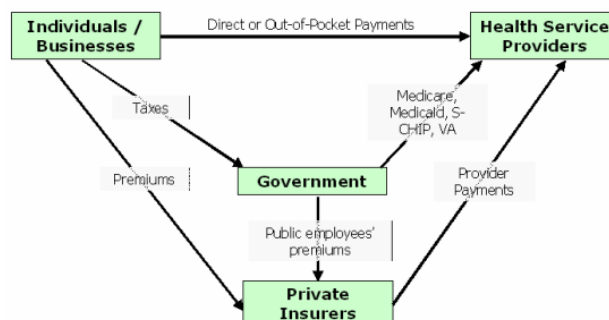 Individuals /
Businesses
Direct or Out-of-Pocket Payments
Health Service
Providers
Taxes
Medicare,
Medicaid, S-
CHIP, VA
Premiums
Government
Provider
Payments
Public employees'
premiums
Private
Insurers